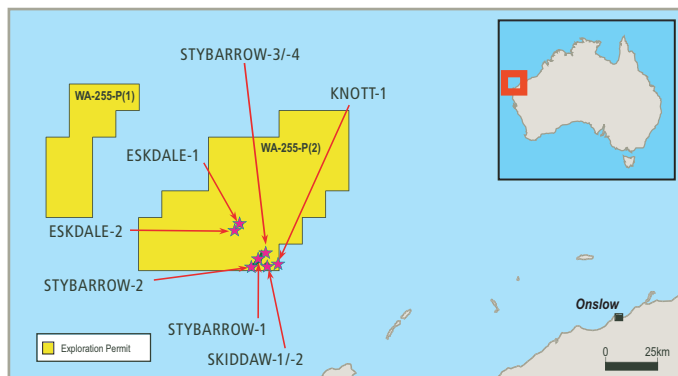 STYBARROW-3/-4
KNOTT-1
WA-255-P(1)
WA-255-P(2)
ESKDALE-1
ESKDALE-2
STYBARROW-2
STYBARROW-1
SKIDDAW-1/-2
Onslow
Exploration Permit
0 25km